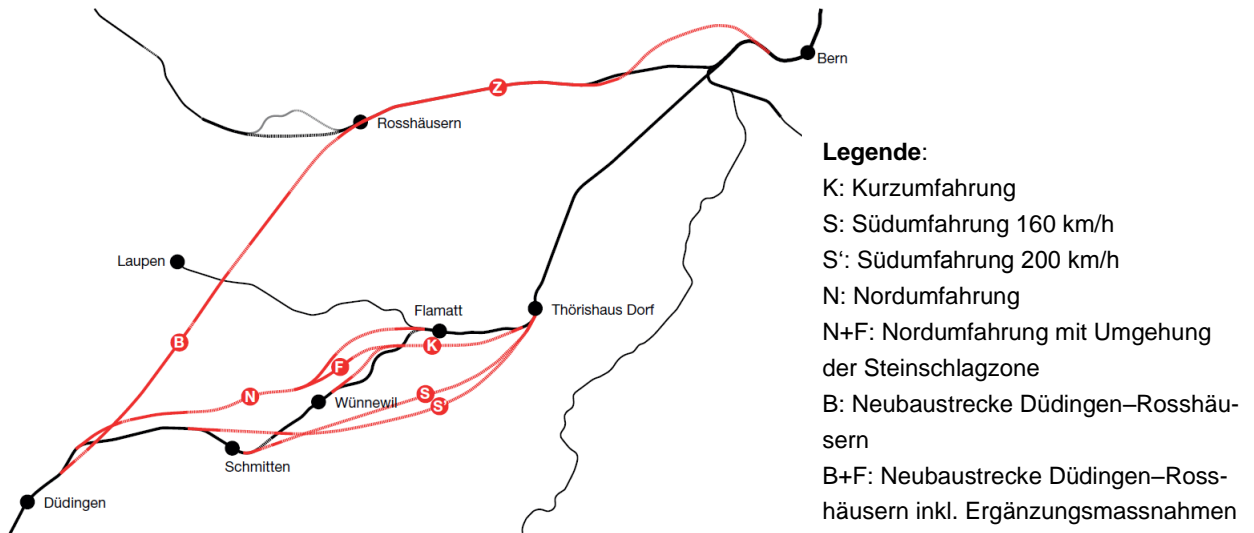 Bern
Z
Rosshäusern
Laupen
Flamatt
Thörishaus Dorf
B
K
F
N
S
S'
Wünnewil
Schmitten
Düdingen
Legende:
K: Kurzumfahrung
S: Südumfahrung 160 km/h
S‘: Südumfahrung 200 km/h
N: Nordumfahrung
N+F: Nordumfahrung mit Umgehung
der Steinschlagzone
B: Neubaustrecke Düdingen–Rosshäu-
sern
B+F: Neubaustrecke Düdingen–Ross-
häusern inkl. Ergänzungsmassnahmen